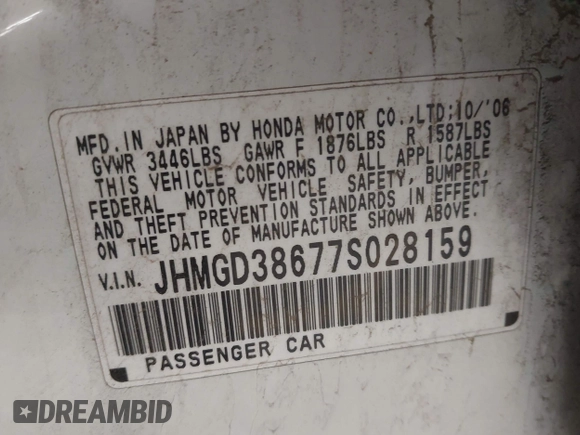 MFD. IN JAPAN BY HONDA MOTOR CO., LTD; 10/'06
GVWR 3446LBS GAWR F 1876LBS R 1587LBS
THIS VEHICLE CONFORMS TO ALL APPLICABLE
FEDERAL MOTOR VEHICLE SAFETY, BUMPER,
AND THEFT PREVENTION STANDARDS IN EFFECT
ON THE DATE OF MANUFACTURE SHOWN ABOVE.
V.I.N. JHMGD38677S028159
PASSENGER CAR
DREAMBID